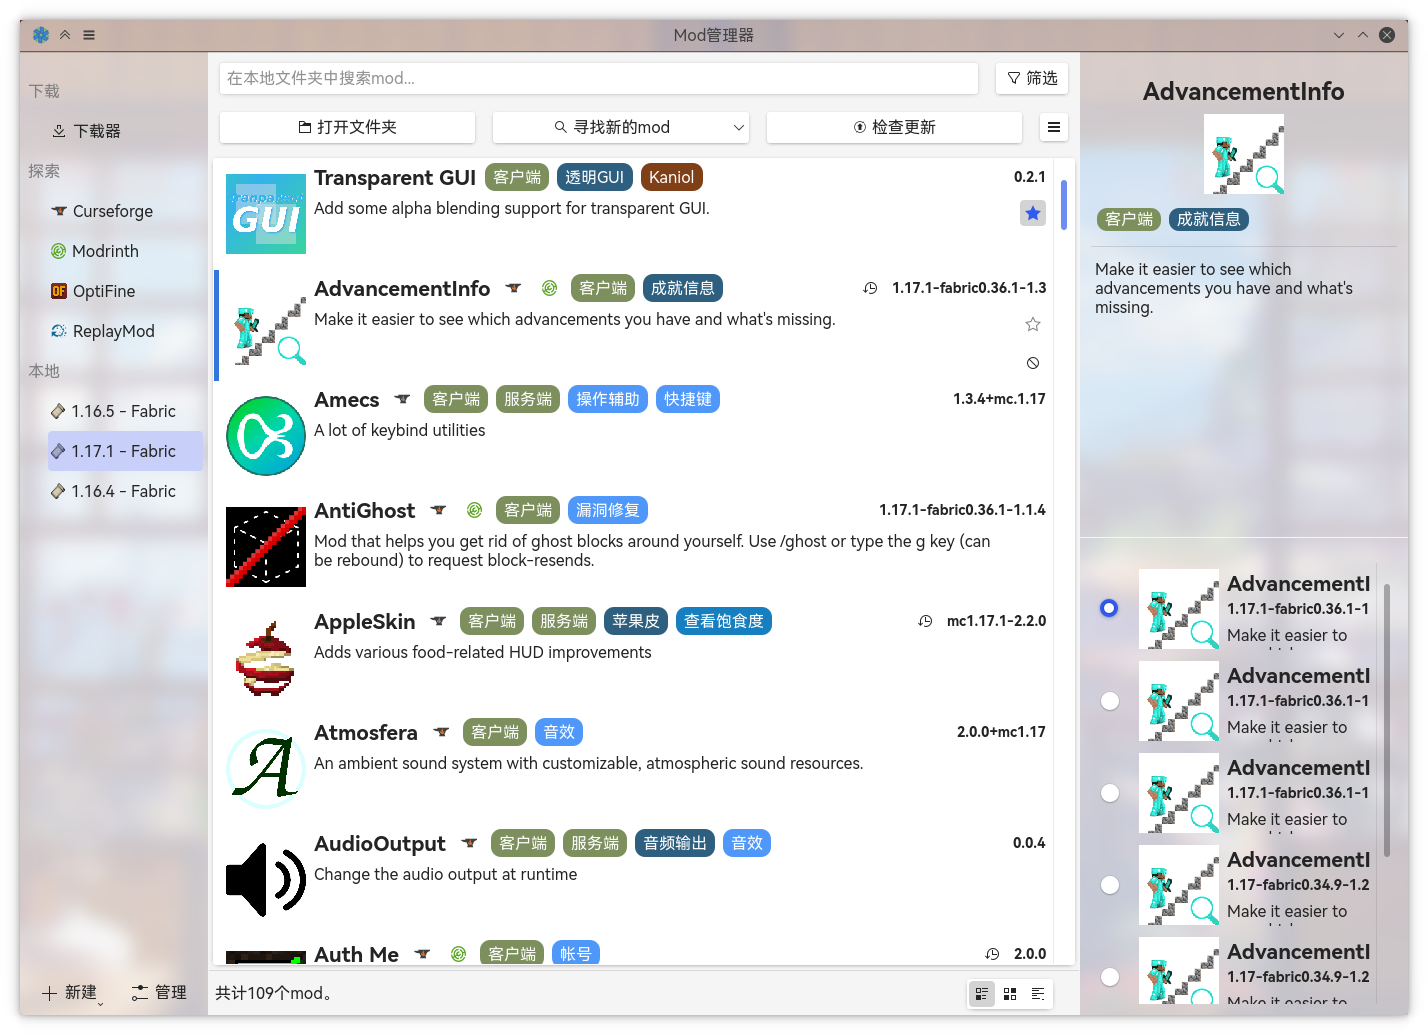 Mod管理器
下载
下载器
探索
Curseforge
Modrinth
OptiFine
ReplayMod
本地
1.16.5 - Fabric
1.17.1 - Fabric
1.16.4 - Fabric
新建
管理
在本地文件夹中搜索mod...
筛选
打开文件夹
寻找新的mod
检查更新
GUI
Transparent GUI 客户端 透明GUI Kaniol 0.2.1
Add some alpha blending support for transparent GUI.
AdvancementInfo 客户端 成就信息 1.17.1-fabric0.36.1-1.3
Make it easier to see which advancements you have and what's missing.
Amecs 客户端 服务端 操作辅助 快捷键 1.3.4+mc.1.17
A lot of keybind utilities
AntiGhost 客户端 漏洞修复 1.17.1-fabric0.36.1-1.1.4
Mod that helps you get rid of ghost blocks around yourself. Use /ghost or type the g key (can
be rebound) to request block-resends.
AppleSkin 客户端 服务端 苹果皮 查看饱食度 mc1.17.1-2.2.0
Adds various food-related HUD improvements
A
Atmosfera 客户端 音效 2.0.0+mc1.17
An ambient sound system with customizable, atmospheric sound resources.
AudioOutput 客户端 服务端 音频输出 音效 0.0.4
Change the audio output at runtime
Auth Me 客户端 帐号 2.0.0
共计109个mod。
AdvancementInfo
客户端 成就信息
Make it easier to see which
advancements you have and what's
missing.
AdvancementI
1.17.1-fabric0.36.1-1
Make it easier to
AdvancementI
1.17.1-fabric0.36.1-1
Make it easier to
AdvancementI
1.17.1-fabric0.36.1-1
Make it easier to
AdvancementI
1.17-fabric0.34.9-1.2
Make it easier to
AdvancementI
1.17-fabric0.34.9-1.2
Make it easier to